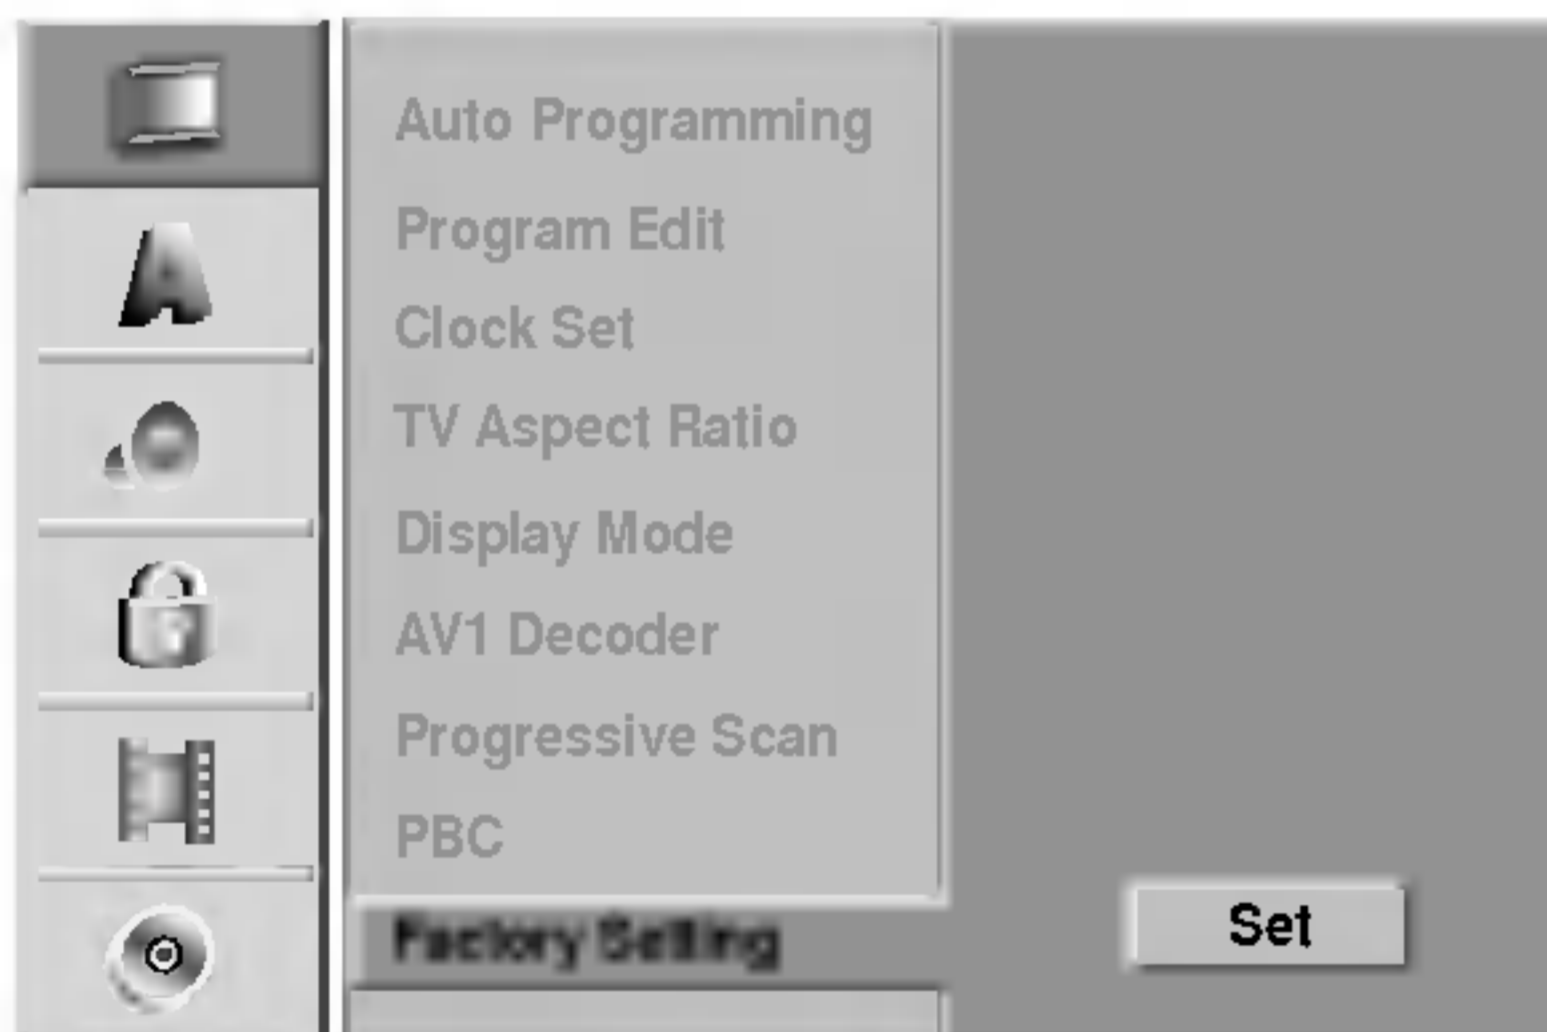 Auto Programming
Program Edit
Clock Set
TV Aspect Ratio
Display Mode
AV1 Decoder
Progressive Scan
PBC
Factory Setting
Set